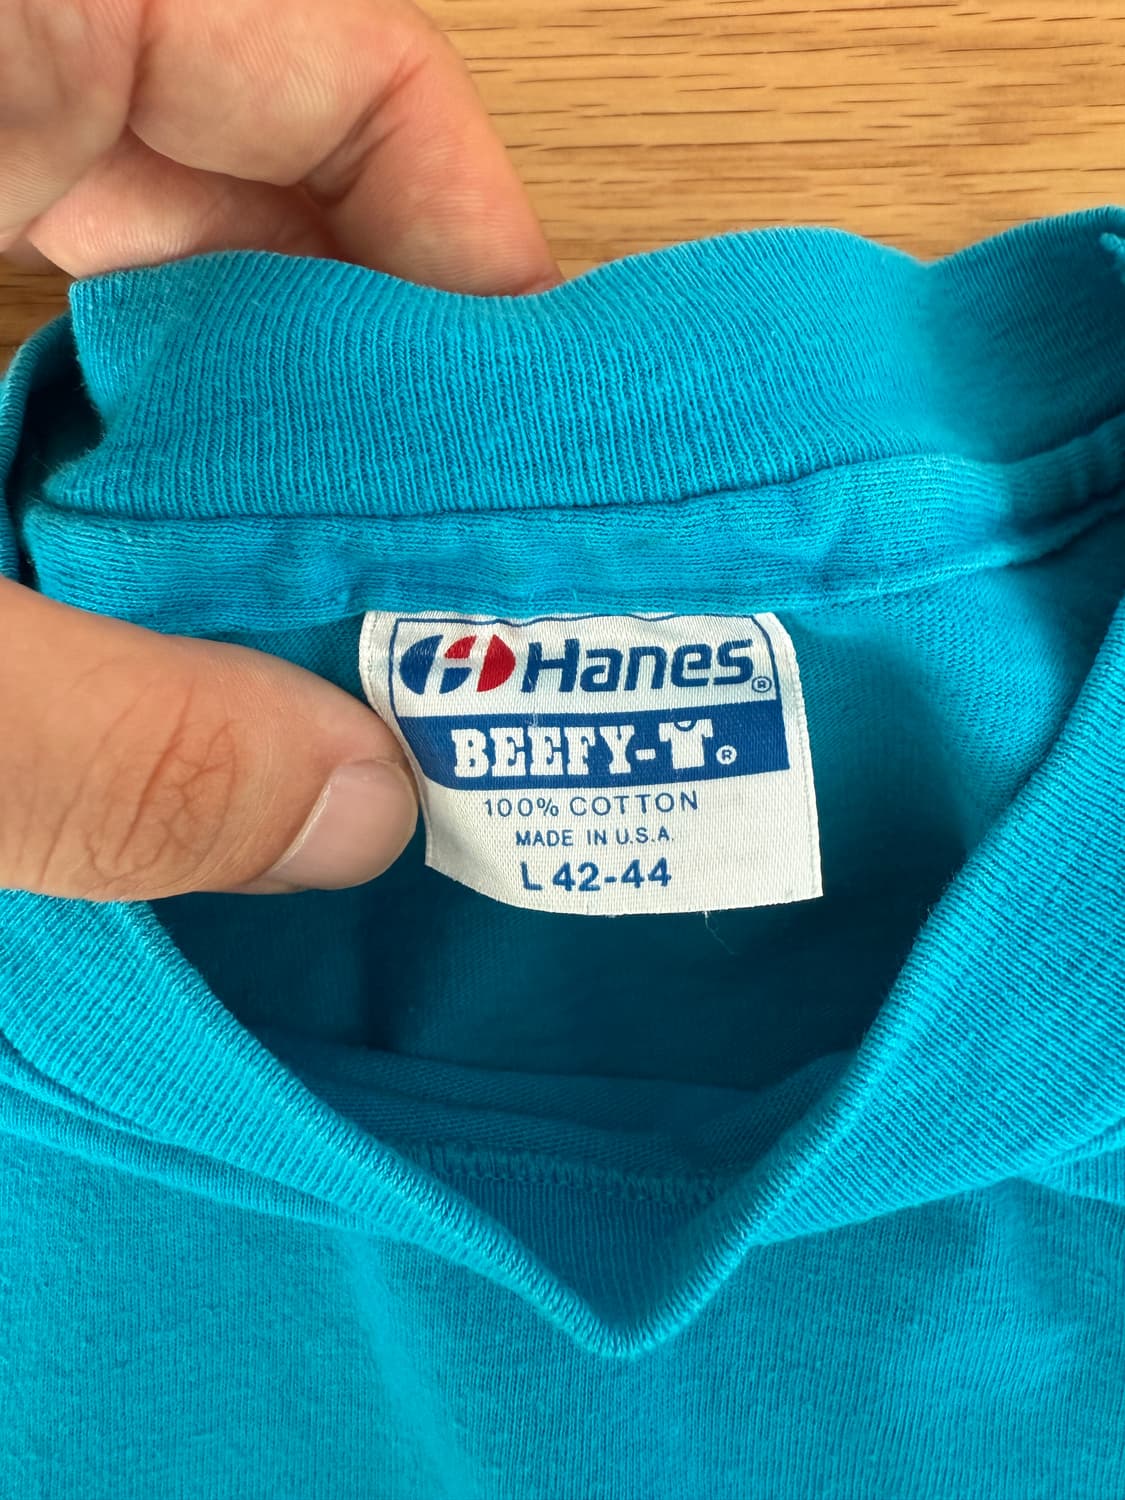 Hanes®
BEEFY-T®
100% COTTON
MADE IN U.S.A.
L 42-44